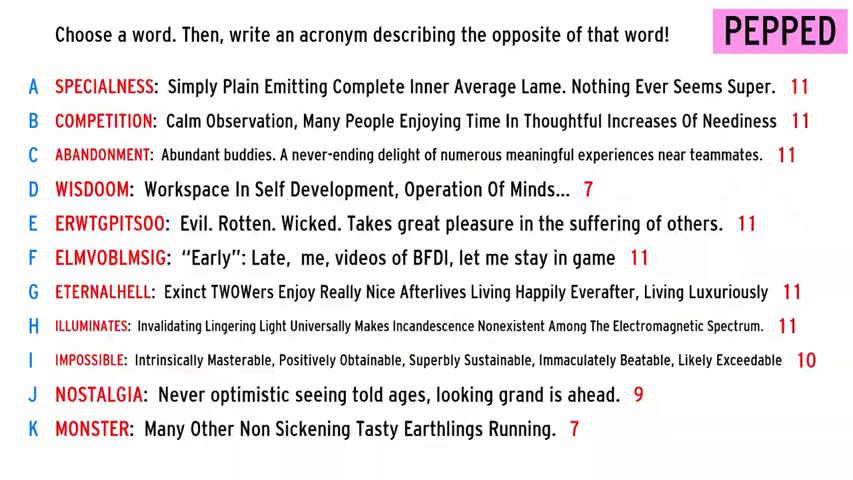 Choose a word. Then, write an acronym describing the opposite of that word!
PEPPED
A SPECIALNESS: Simply Plain Emitting Complete Inner Average Lame. Nothing Ever Seems Super. 11
B COMPETITION: Calm Observation, Many People Enjoying Time In Thoughtful Increases Of Neediness 11
C ABANDONMENT: Abundant buddies. A never-ending delight of numerous meaningful experiences near teammates. 11
D WISDOOM: Workspace In Self Development, Operation Of Minds... 7
E ERWTGPITSOO: Evil. Rotten. Wicked. Takes great pleasure in the suffering of others. 11
F ELMVOBLMSIG: “Early”: Late, me, videos of BFDI, let me stay in game 11
G ETERNALHELL: Exinct TWOWers Enjoy Really Nice Afterlives Living Happily Everafter, Living Luxuriously 11
H ILLUMINATES: Invalidating Lingering Light Universally Makes Incandescence Nonexistent Among The Electromagnetic Spectrum. 11
I IMPOSSIBLE: Intrinsically Masterable, Positively Obtainable, Superbly Sustainable, Immaculately Beatable, Likely Exceedable 10
J NOSTALGIA: Never optimistic seeing told ages, looking grand is ahead. 9
K MONSTER: Many Other Non Sickening Tasty Earthlings Running. 7